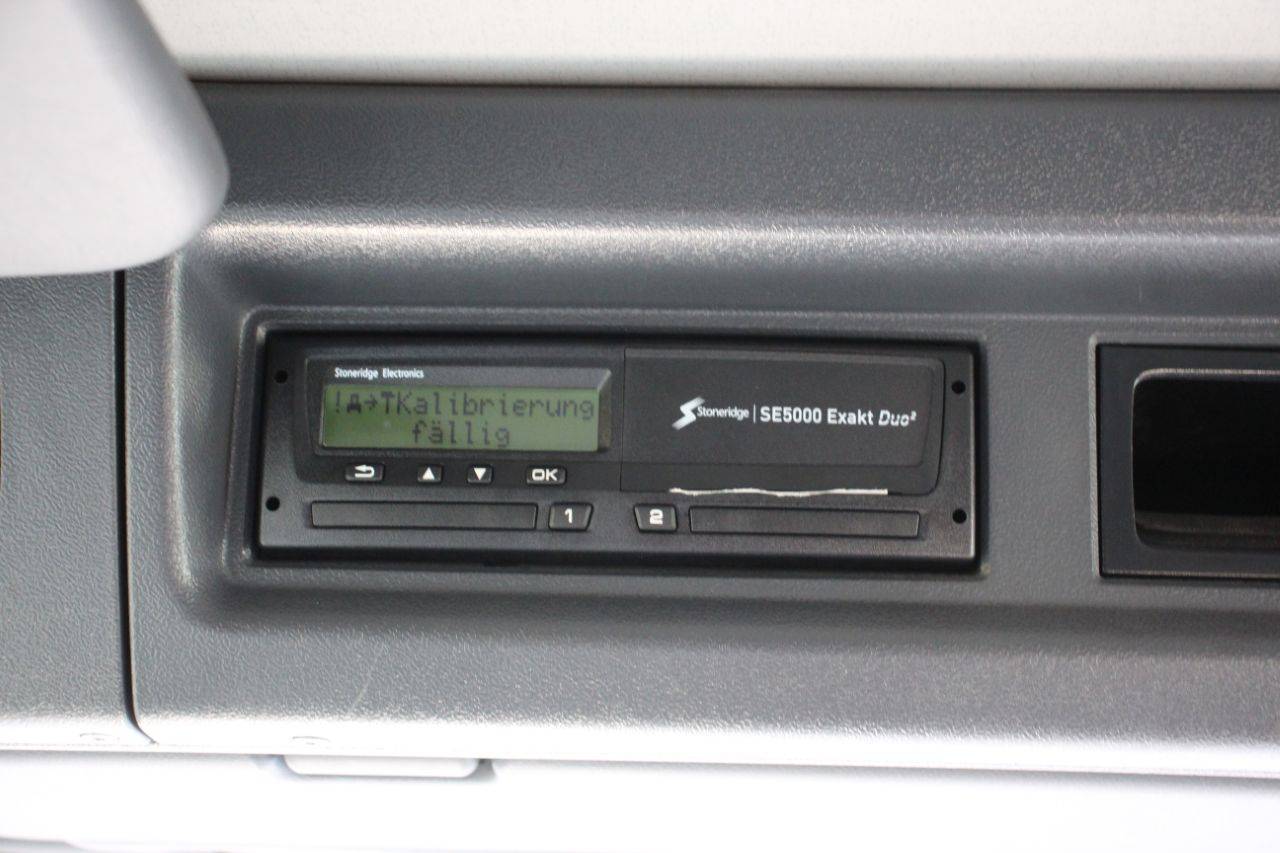 Stoneridge Electronics
!→TKalibrierung
fällig
Stoneridge | SE5000 Exakt Duo²
▲ ▼ OK
1 2